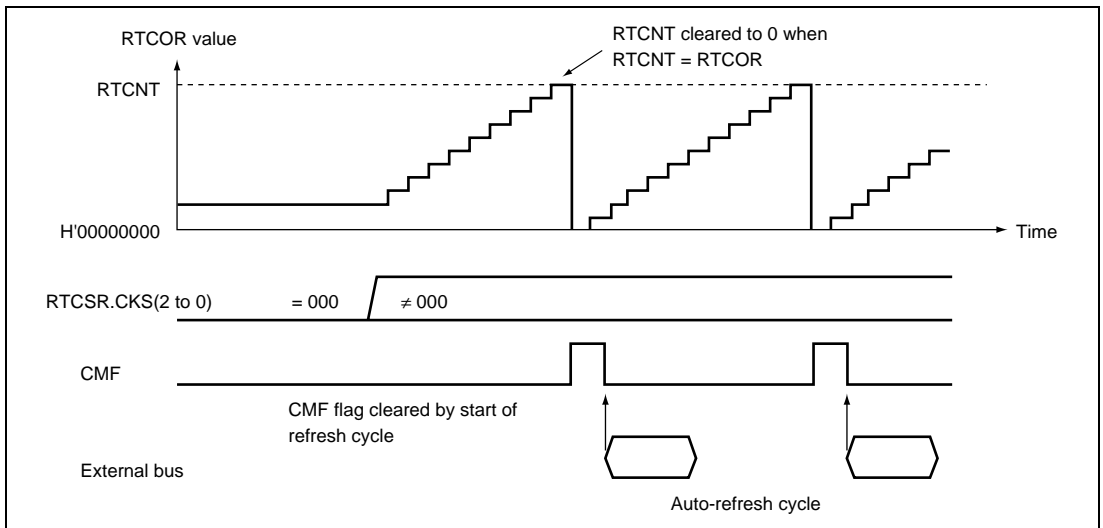 RTCOR value
RTCNT cleared to 0 when
RTCNT = RTCOR
RTCNT
H'00000000
Time
RTCSR.CKS(2 to 0) = 000 ≠ 000
CMF
CMF flag cleared by start of
refresh cycle
External bus
Auto-refresh cycle